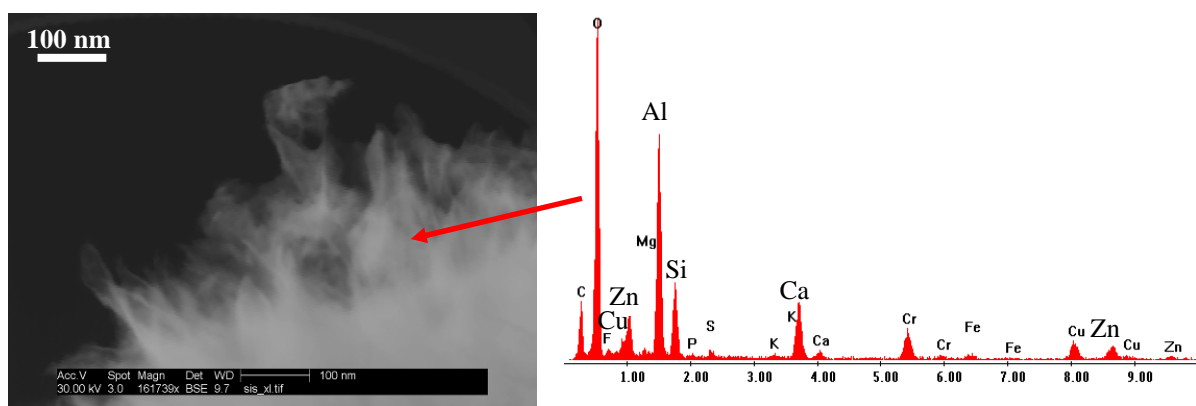 100 nm
Acc.V Spot Magn Det WD 100 nm
30.00 kV 3.0 161739x BSE 9.7 sis_xl.tif
O
Al
Mg
Si
C
Zn
Cu
F
P
S
K
Ca
K
Ca
Cr
Cr
Fe
Fe
Cu
Zn
Cu
Zn
1.00 2.00 3.00 4.00 5.00 6.00 7.00 8.00 9.00